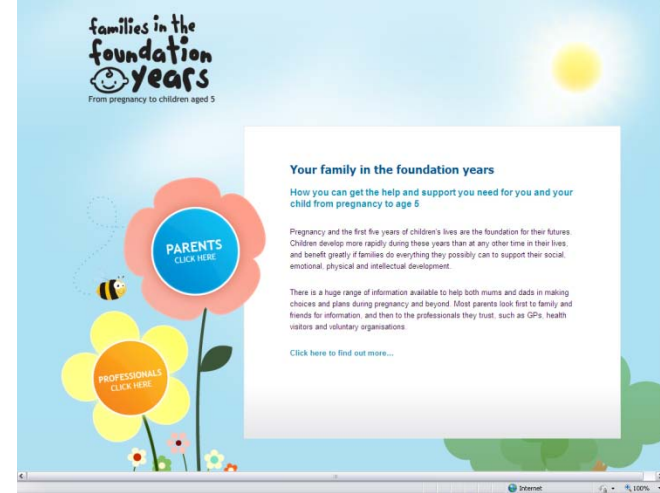 families in the
foundation
years
From pregnancy to children aged 5
Your family in the foundation years
How you can get the help and support you need for you and your
child from pregnancy to age 5
Pregnancy and the first five years of children's lives are the foundation for their futures.
Children develop more rapidly during these years than at any other time in their lives,
and benefit greatly if families do everything they possibly can to support their social,
emotional, physical and intellectual development.
There is a huge range of information available to help both mums and dads in making
choices and plans during pregnancy and beyond. Most parents look first to family and
friends for information, and then to the professionals they trust, such as GPs, health
visitors and voluntary organisations.
Click here to find out more...
PARENTS
CLICK HERE
PROFESSIONALS
CLICK HERE
Internet
100%